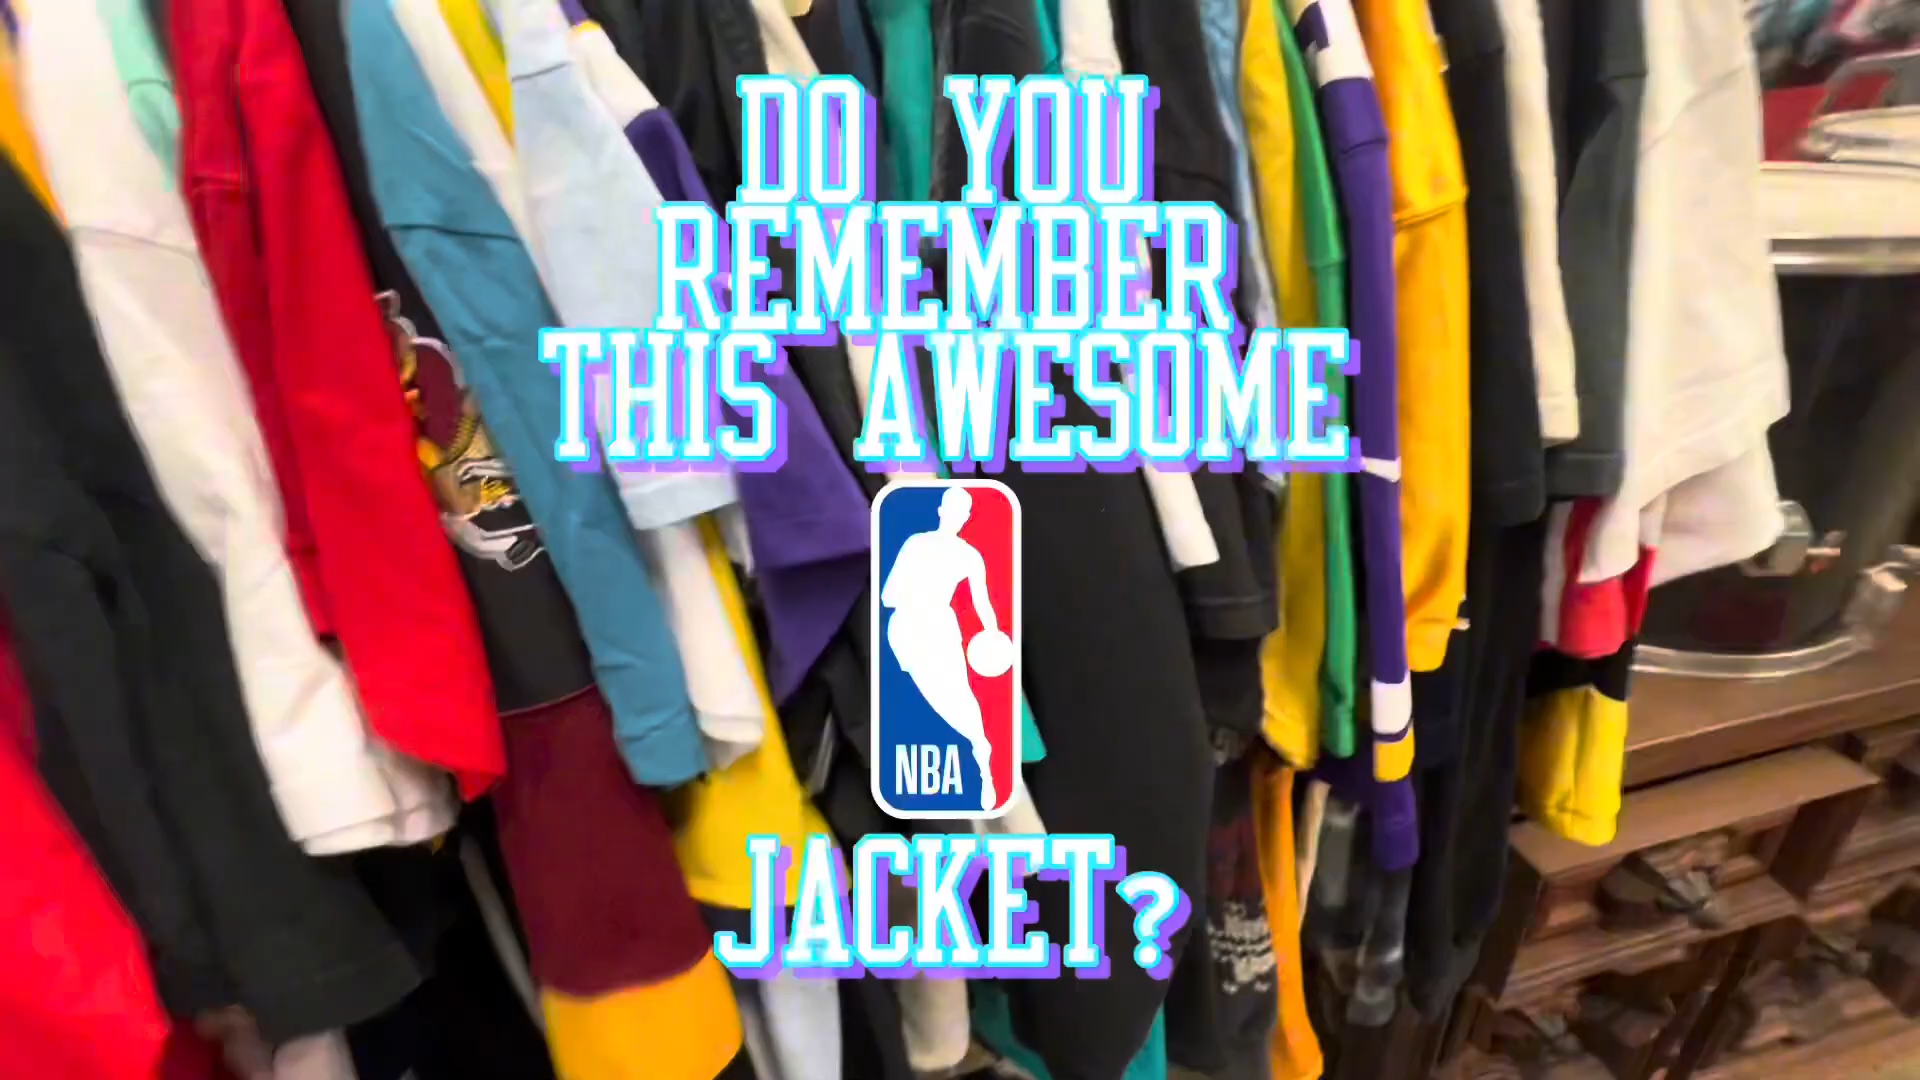 DO YOU
REMEMBER
THIS AWESOME
NBA
JACKET?